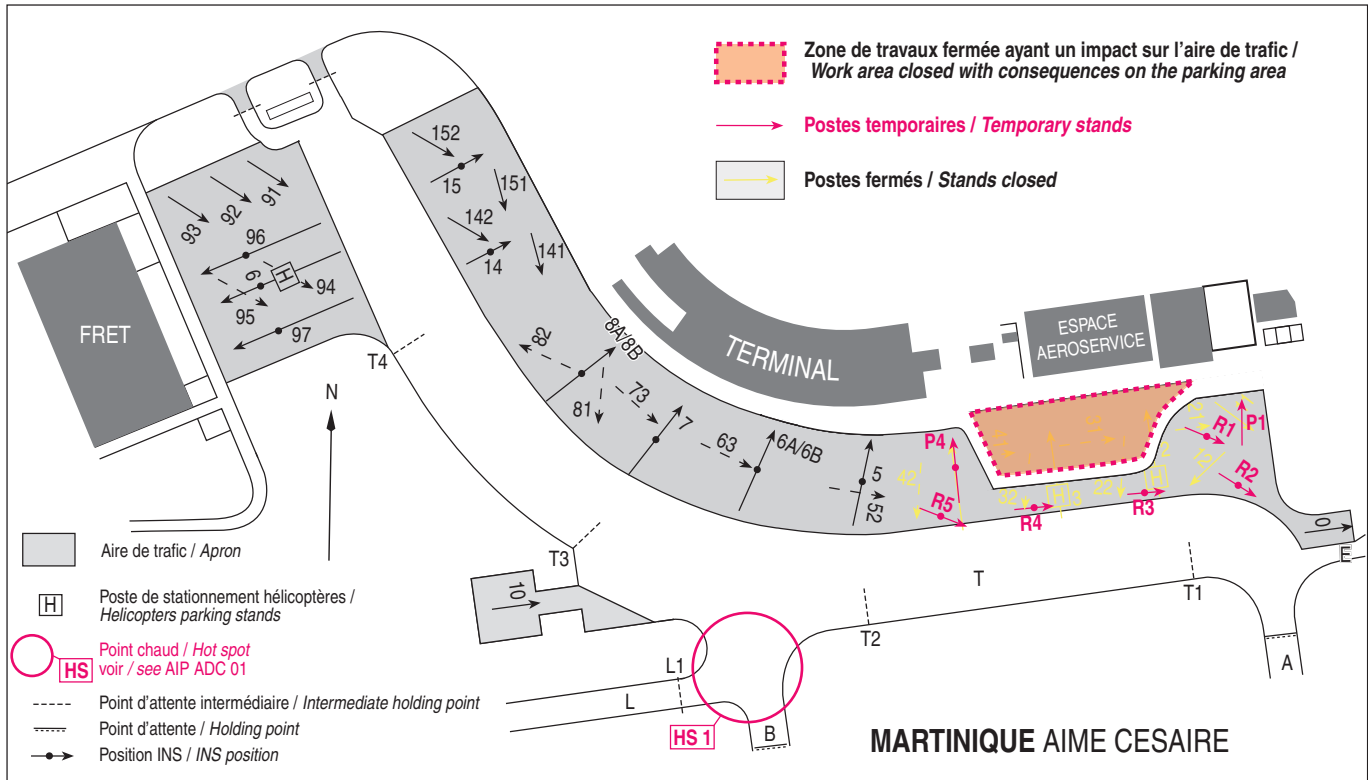 Zone de travaux fermée ayant un impact sur l'aire de trafic /
Work area closed with consequences on the parking area
Postes temporaires / Temporary stands
Postes fermés / Stands closed
152
15
151
142
14
141
91
92
93
96
9
H
94
95
97
FRET
T4
N
82
8A/8B
81
73
7
63
6A/6B
5
52
TERMINAL
ESPACE
AEROSERVICE
P4
42
R5
41
31
32
H
3
R4
22
2
H
R3
21
R1
P1
12
R2
0
E
T3
10
T
T1
T2
L1
L
A
B
HS 1
Aire de trafic / Apron
H
Poste de stationnement hélicoptères /
Helicopters parking stands
Point chaud / Hot spot
HS
voir / see AIP ADC 01
Point d'attente intermédiaire / Intermediate holding point
Point d'attente / Holding point
Position INS / INS position
MARTINIQUE AIME CESAIRE